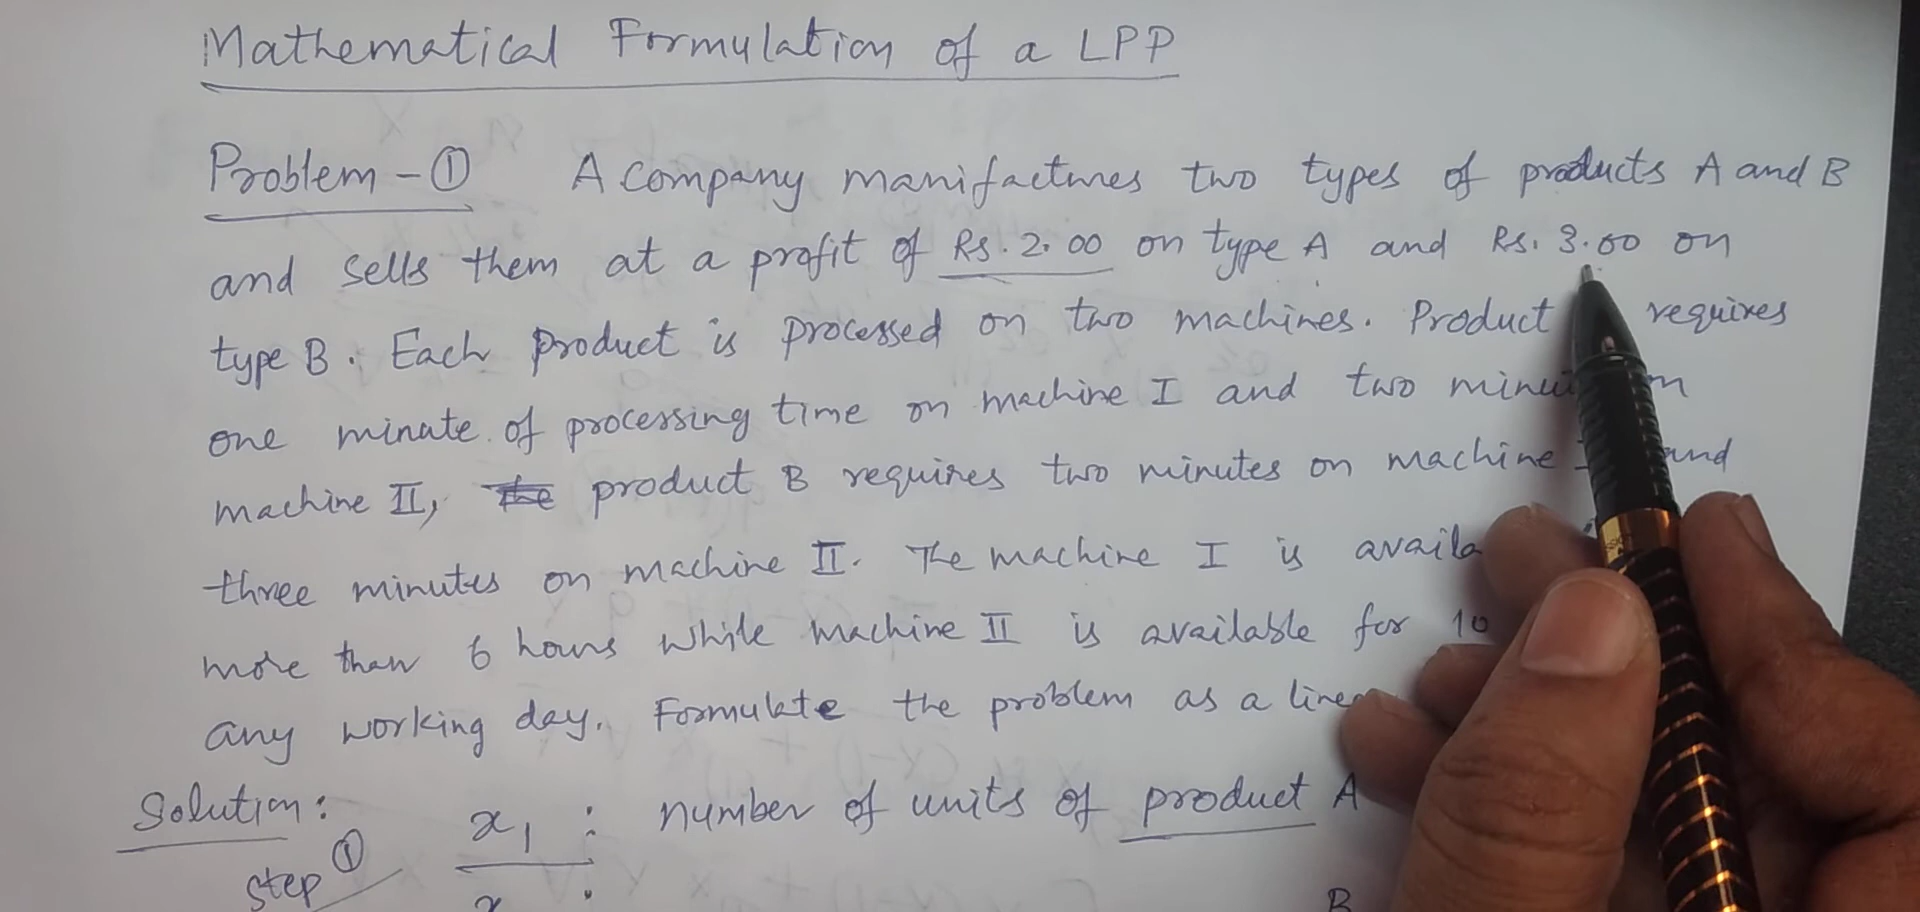 Mathematical Formulation of a LPP
Problem - ① A company manifactures two types of products A and B
and sells them at a profit of Rs. 2.00 on type A and Rs. 3.00 on
type B. Each product is processed on two machines. Product requires
one minute of processing time on machine I and two
machine II, The product B requires two minutes on machine and
three minutes on machine II. The machine I is
more than 6 hours while machine II is available for 10
any working day. Formulate the problem as a
Solution:
step ① x₁ : number of units of product A
:
B